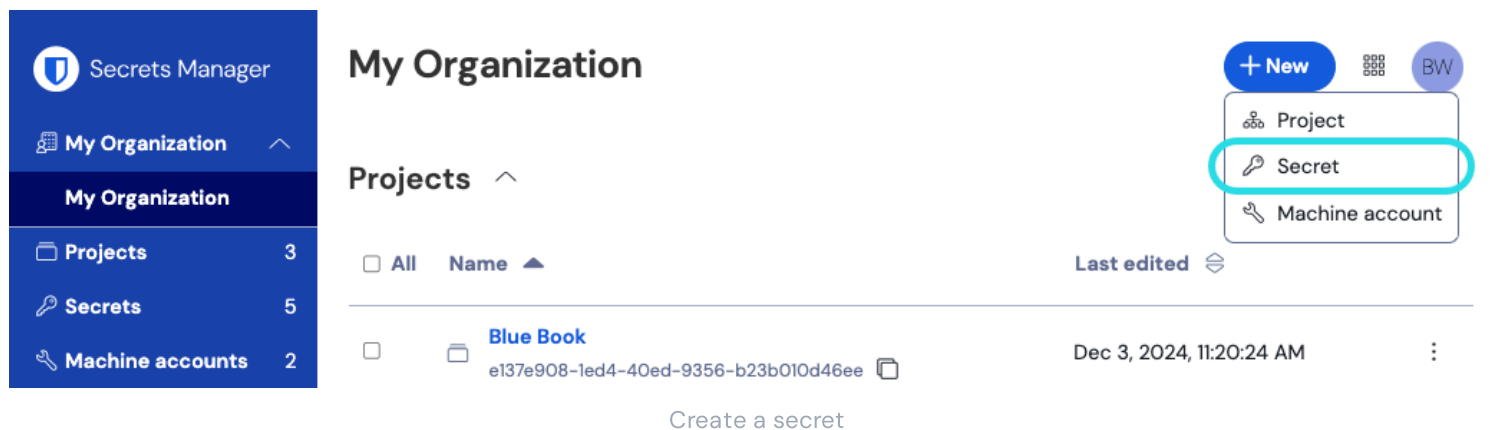 Secrets Manager
My Organization
My Organization
Projects 3
Secrets 5
Machine accounts 2
My Organization
+ New
BW
Project
Secret
Machine account
Projects
All Name Last edited
Blue Book
e137e908-1ed4-40ed-9356-b23b010d46ee
Dec 3, 2024, 11:20:24 AM
Create a secret